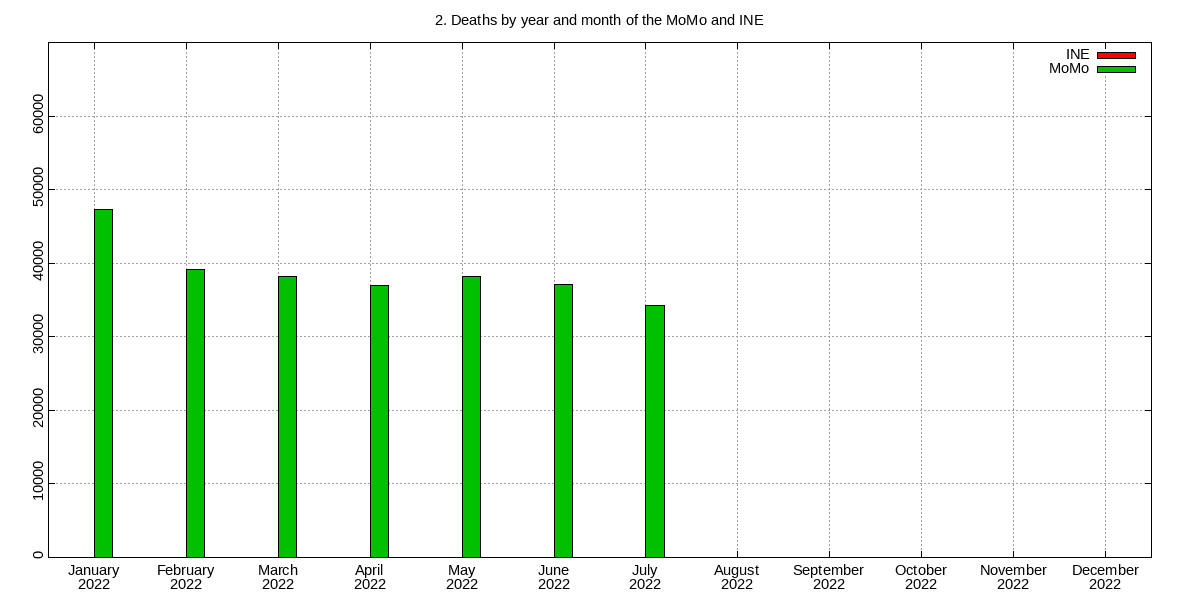 2. Deaths by year and month of the MoMo and INE
INE
MoMo
60000
50000
40000
30000
20000
10000
0
January February March April May June July August September October November December
2022 2022 2022 2022 2022 2022 2022 2022 2022 2022 2022 2022